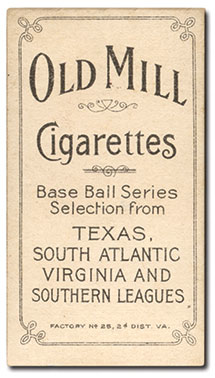 OLD MILL
Cigarettes
Base Ball Series
Selection from
TEXAS,
SOUTH ATLANTIC
VIRGINIA AND
SOUTHERN LEAGUES
FACTORY No 25, 2d DIST. VA.